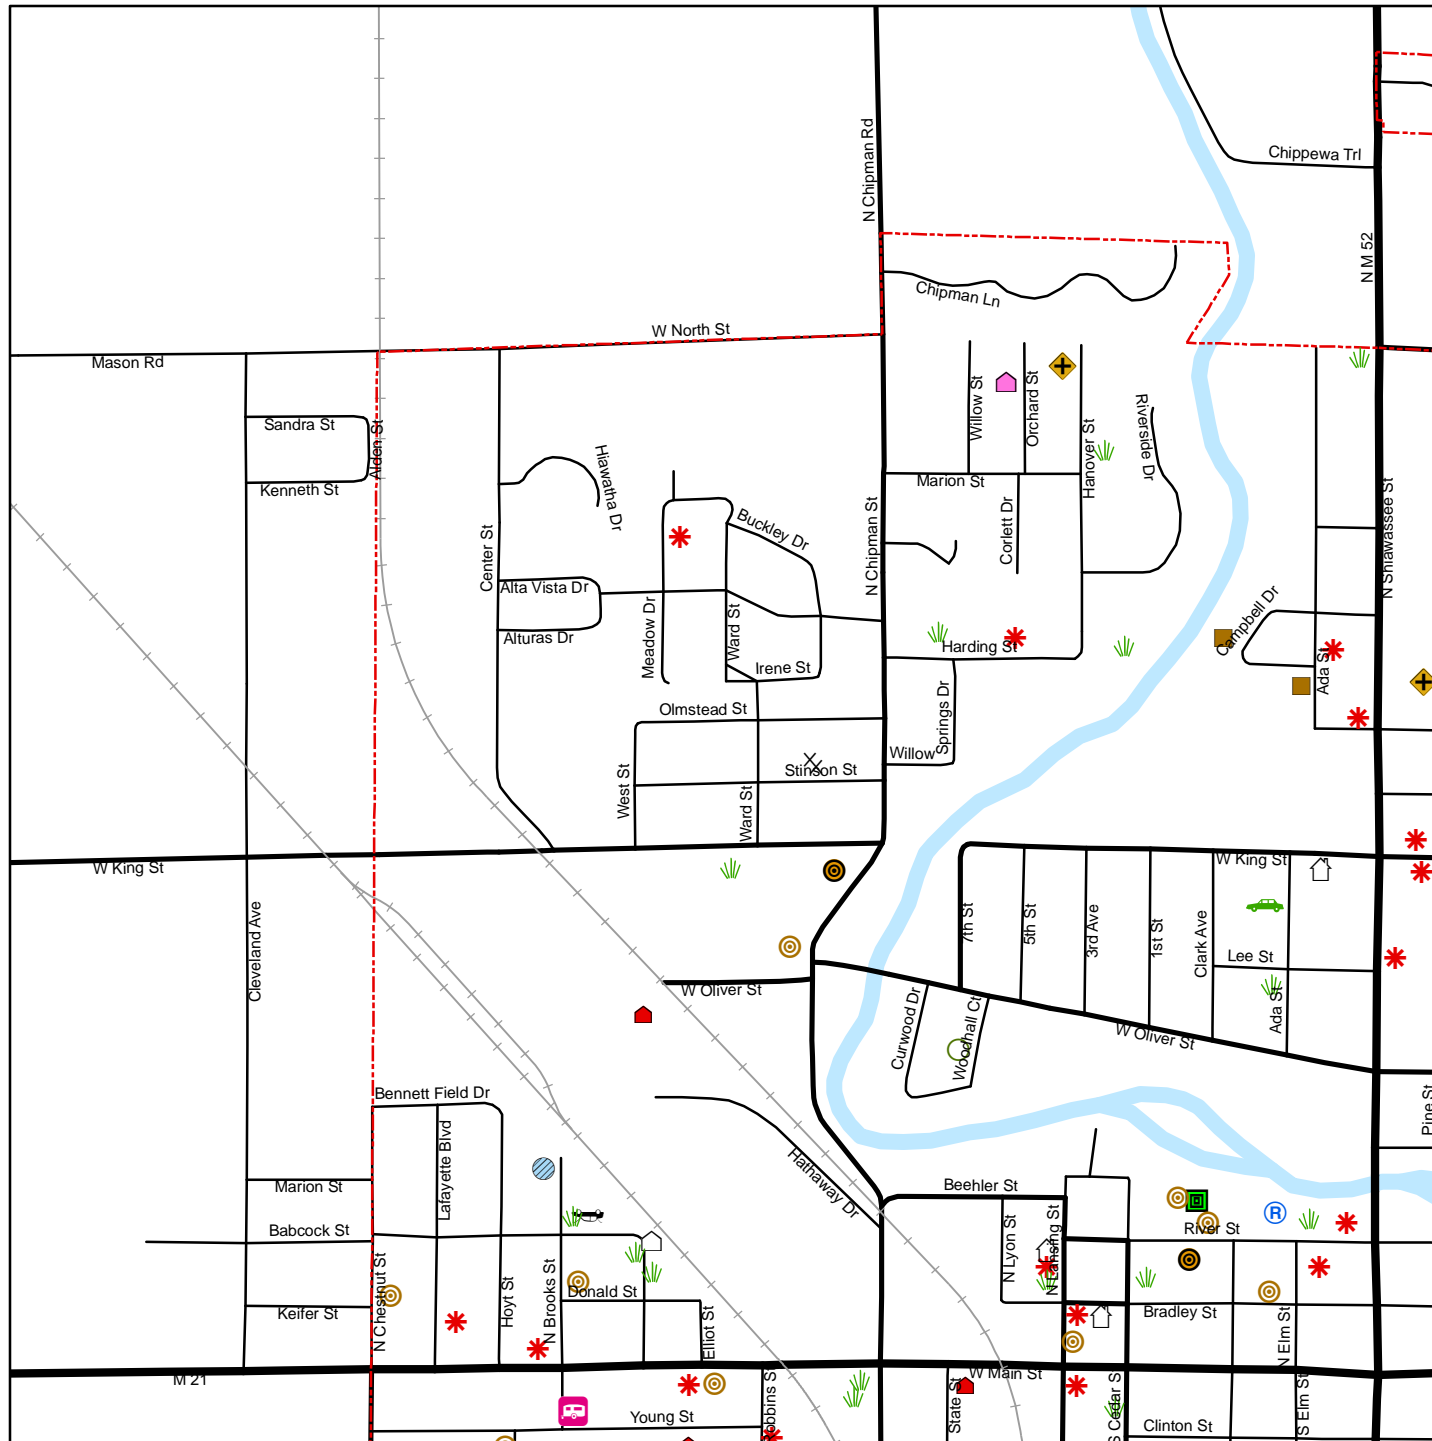 N Chipman Rd
Chippewa Trl
N M 52
Chipman Ln
W North St
Mason Rd
Willow St
Orchard St
Riverside Dr
Sandra St
Alden St
Hanover St
Hiawatha Dr
Marion St
Kenneth St
N Shiawassee St
Buckley Dr
N Chipman St
Corlett Dr
Center St
Alta Vista Dr
Campbell Dr
Meadow Dr
Ward St
Alturas Dr
Harding St
Irene St
Ada St
Olmstead St
Springs Dr
Willow
Stinson St
West St
Ward St
W King St
W King St
7th St
5th St
3rd Ave
1st St
Clark Ave
Cleveland Ave
Lee St
W Oliver St
Ada St
Curwood Dr
Woodhall Ct
W Oliver St
Bennett Field Dr
Pine St
Lafayette Blvd
Hathaway Dr
Marion St
Beehler St
R
Babcock St
River St
N Lyon St
N Lansing St
N Chestnut St
Hoyt St
N Brooks St
Donald St
Keifer St
Bradley St
Elliot St
N Elm St
M 21
W Main St
Robbins St
State St
S Cedar St
S Elm St
Young St
Clinton St